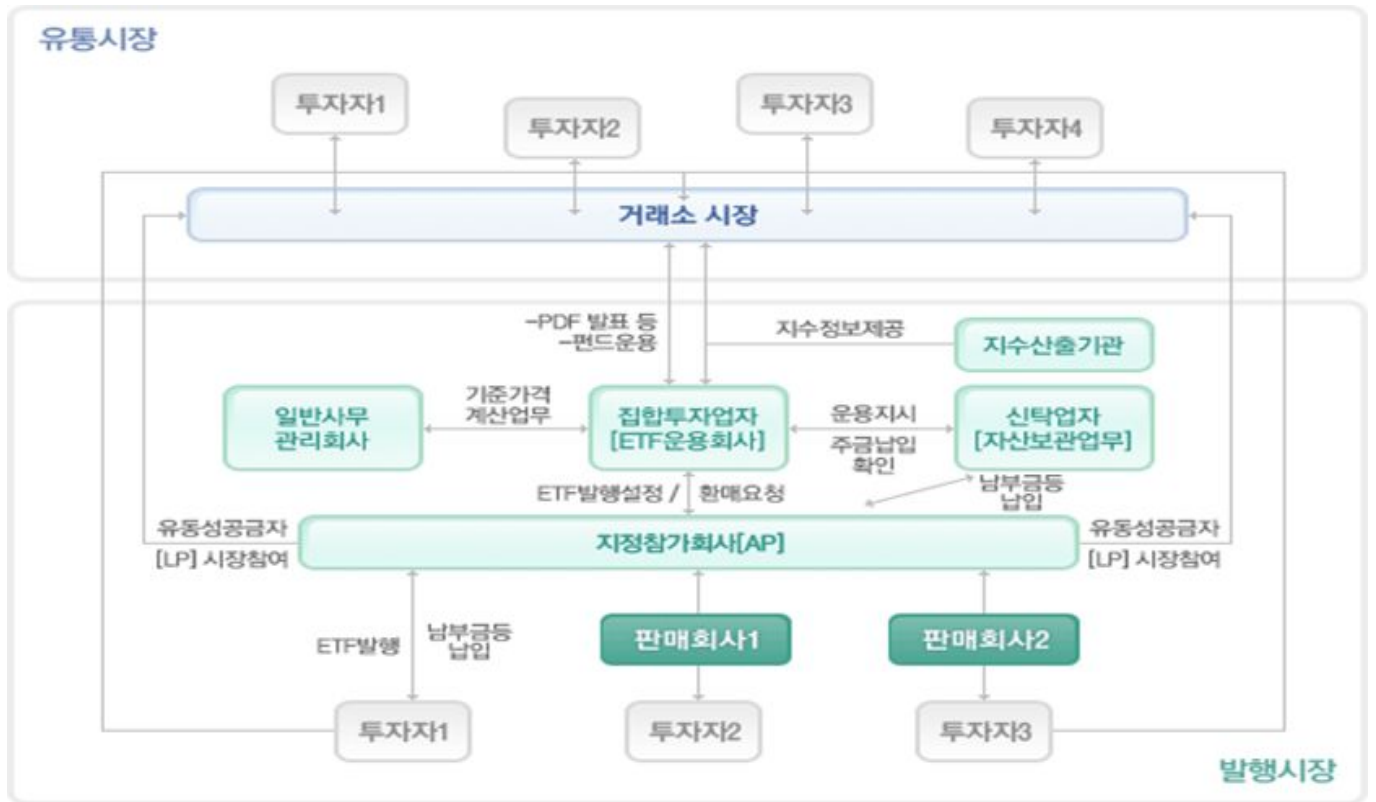 유통시장
투자자1
투자자2
투자자3
투자자4
거래소 시장
-PDF 발표 등
-펀드운용
지수정보제공
지수산출기관
일반사무
관리회사
기준가격
계산업무
집합투자업자
[ETF운용회사]
운용지시
주금납입
확인
신탁업자
[자산보관업무]
ETF발행설정 / 환매요청
남부금등
납입
유동성공급자
[LP] 시장참여
지정참가회사[AP]
유동성공급자
[LP] 시장참여
ETF발행
남부금등
납입
판매회사1
판매회사2
투자자1
투자자2
투자자3
발행시장